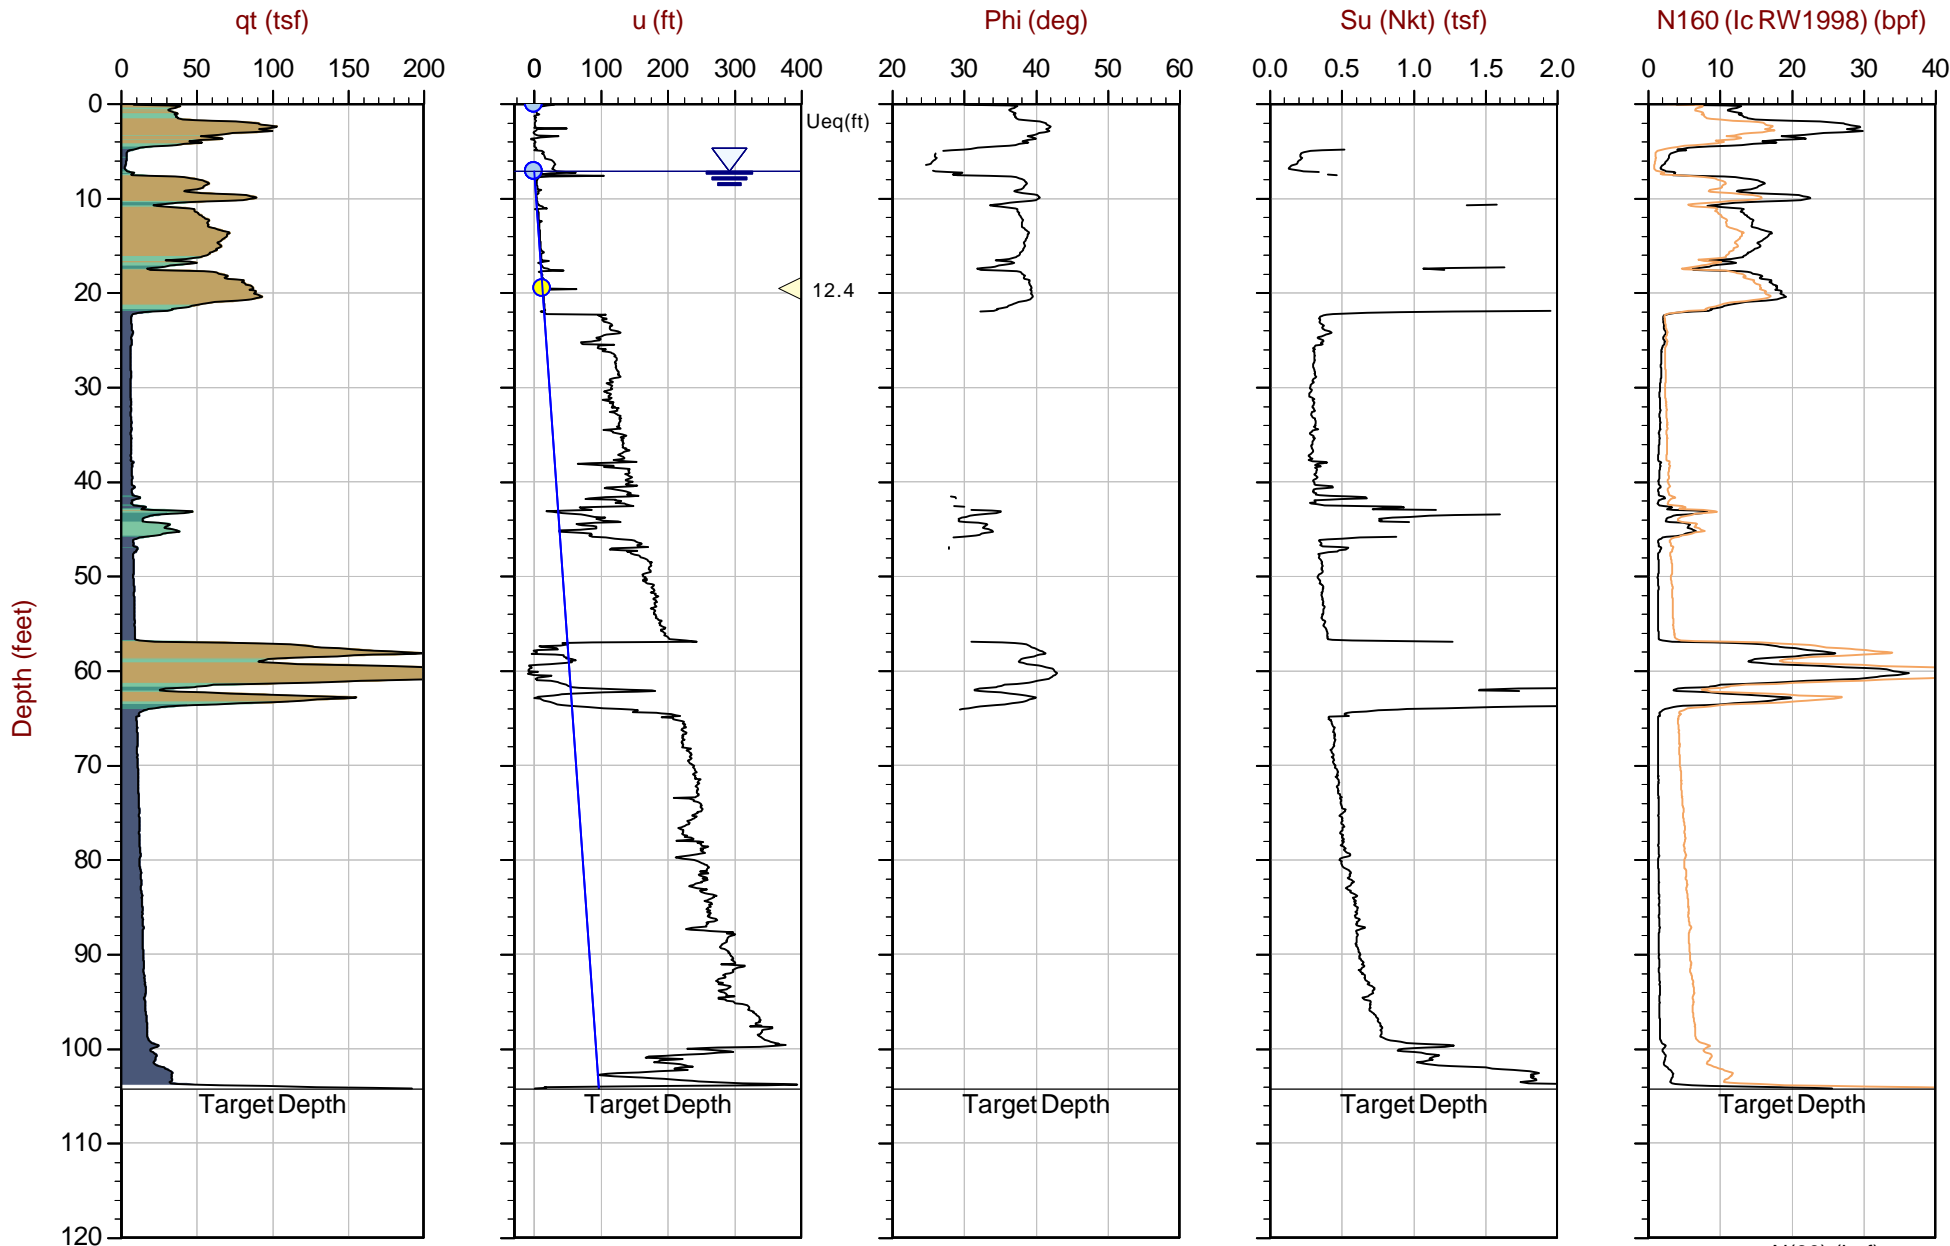 qt (tsf)
u (ft)
Phi (deg)
Su (Nkt) (tsf)
N160 (Ic RW1998) (bpf)
0 50 100 150 200
0 100 200 300 400
20 30 40 50 60
0.0 0.5 1.0 1.5 2.0
0 10 20 30 40
0
10
20
30
40
50
60
70
80
90
100
110
120
Depth (feet)
Ueq(ft)
12.4
Target Depth
Target Depth
Target Depth
Target Depth
Target Depth